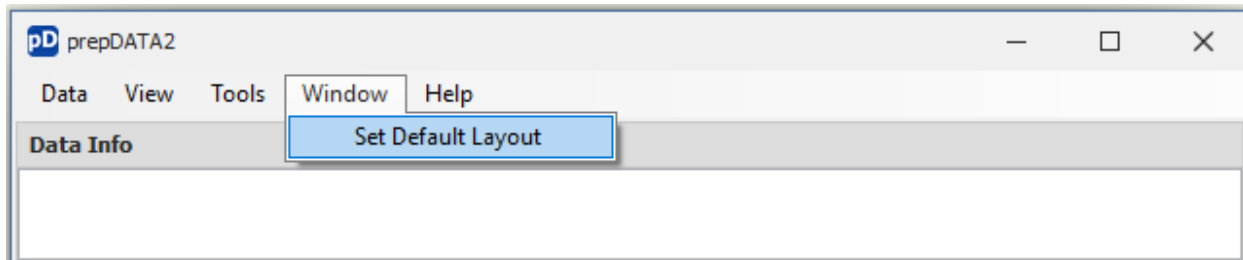 pD prepDATA2
Data View Tools Window Help
Set Default Layout
Data Info